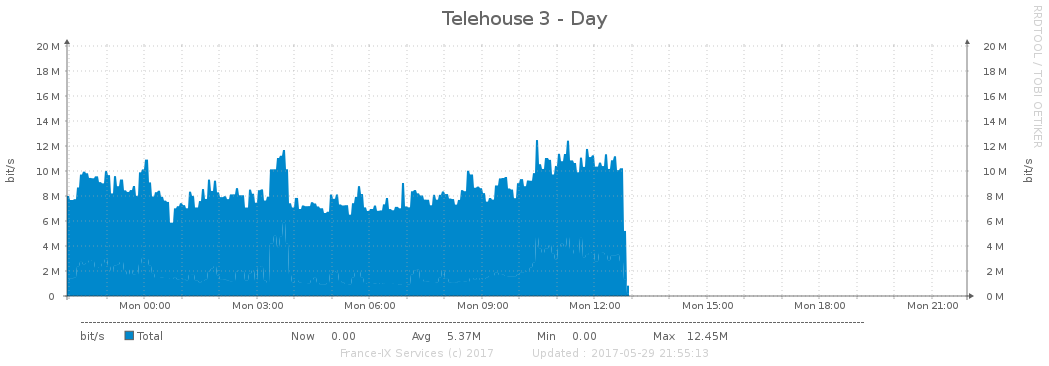 Telehouse 3 - Day
RRDTOOL / TOBI OETIKER
bit/s
20 M
18 M
16 M
14 M
12 M
10 M
8 M
6 M
4 M
2 M
0
20 M
18 M
16 M
14 M
12 M
10 M
8 M
6 M
4 M
2 M
0 M
bit/s
Mon 00:00 Mon 03:00 Mon 06:00 Mon 09:00 Mon 12:00 Mon 15:00 Mon 18:00 Mon 21:00
bit/s Total Now 0.00 Avg 5.37M Min 0.00 Max 12.45M
France-IX Services (c) 2017 Updated : 2017-05-29 21:55:13